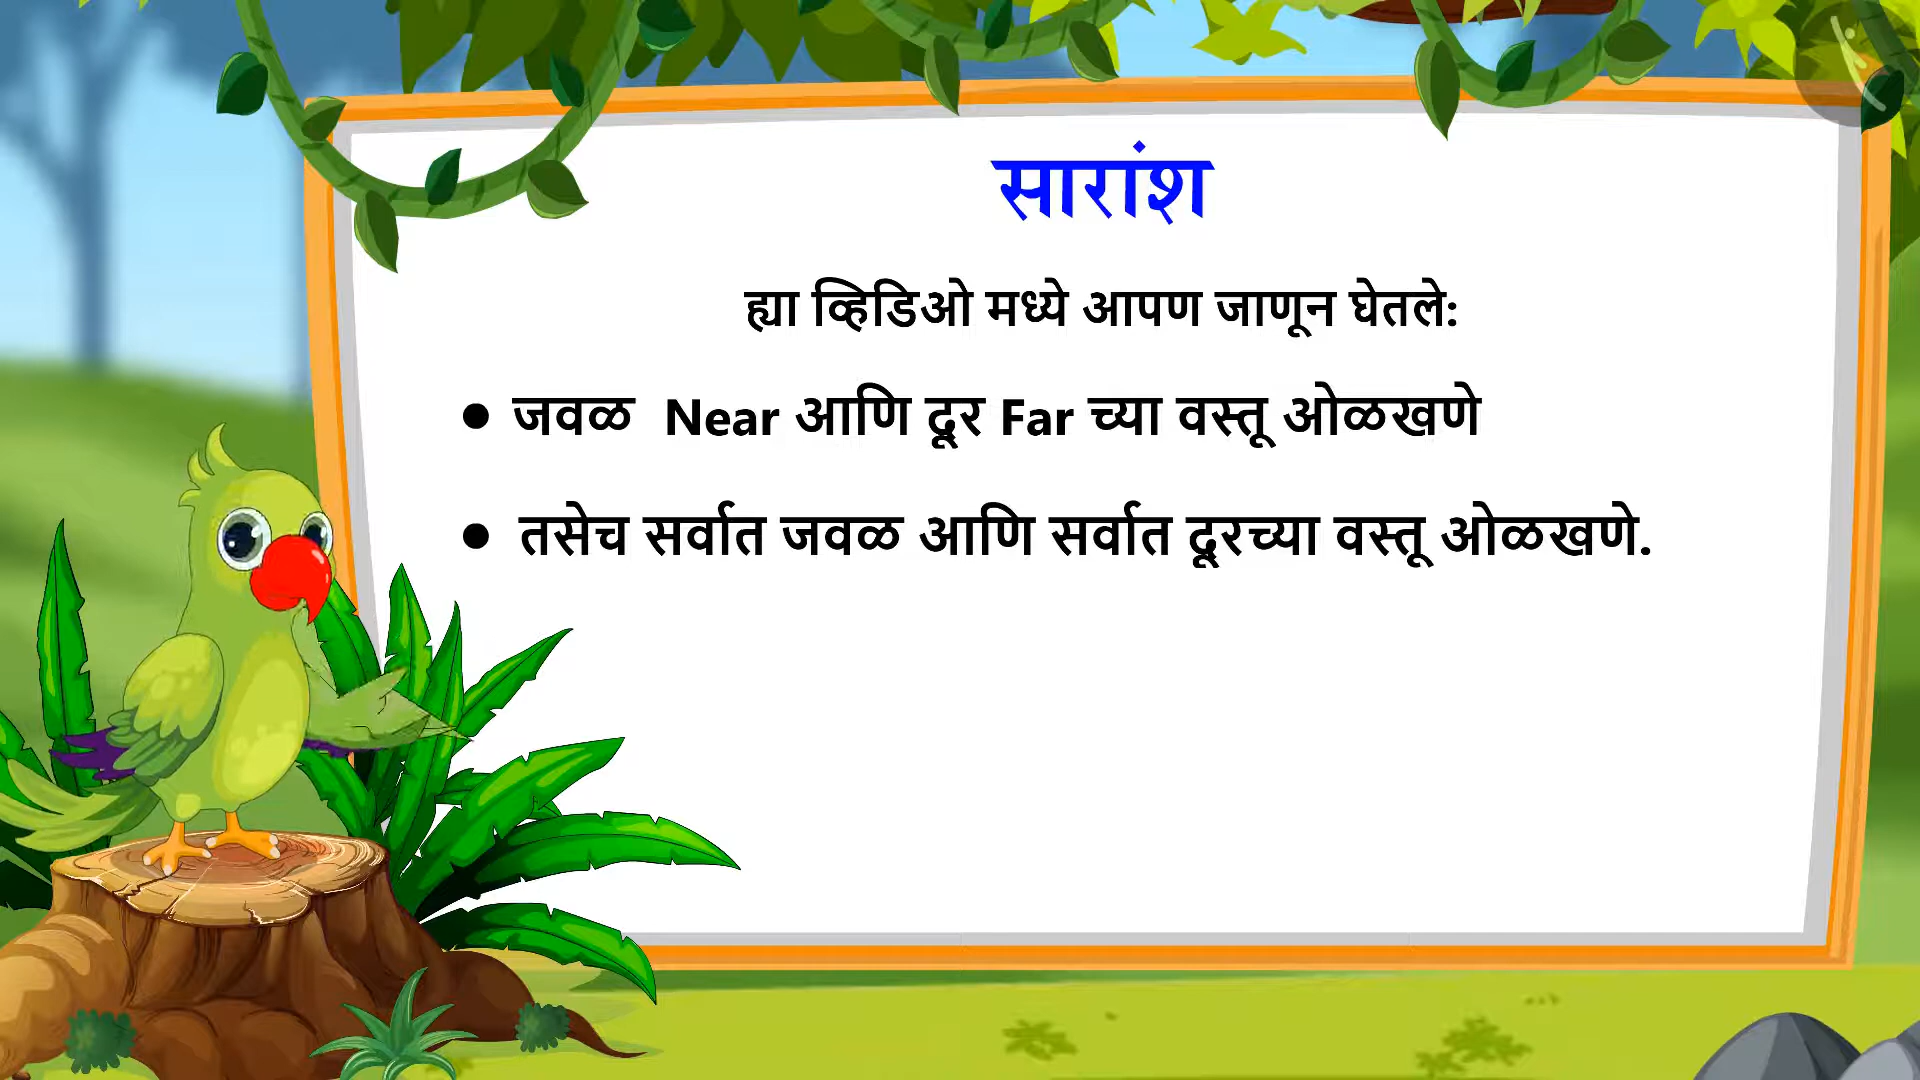 सारांश
ह्या व्हिडिओ मध्ये आपण जाणून घेतले:
• जवळ  Near आणि दूर Far च्या वस्तू ओळखणे
• तसेच सर्वात जवळ आणि सर्वात दूरच्या वस्तू ओळखणे.